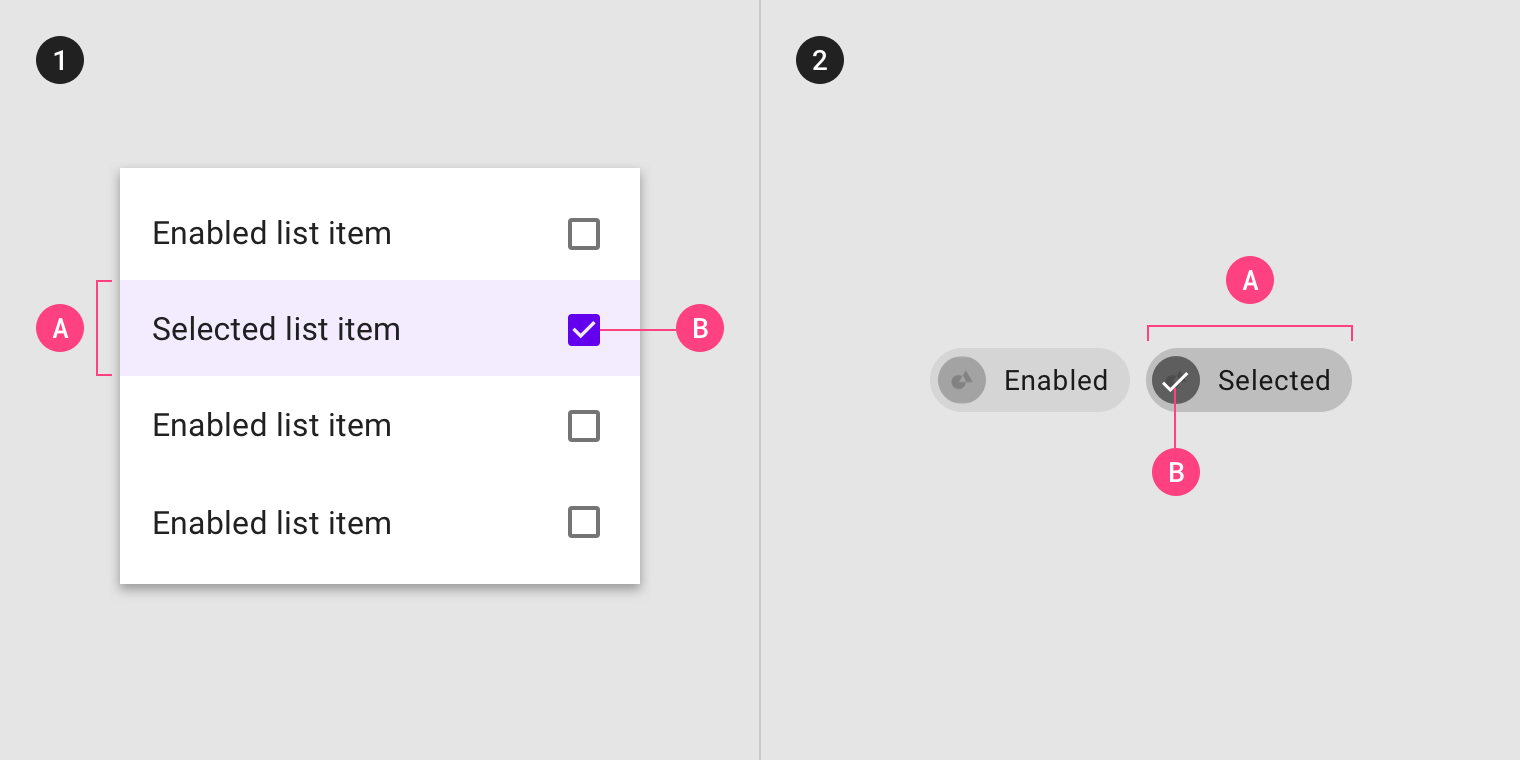 1
Enabled list item
A
Selected list item
B
Enabled list item
Enabled list item
2
A
Enabled
Selected
B